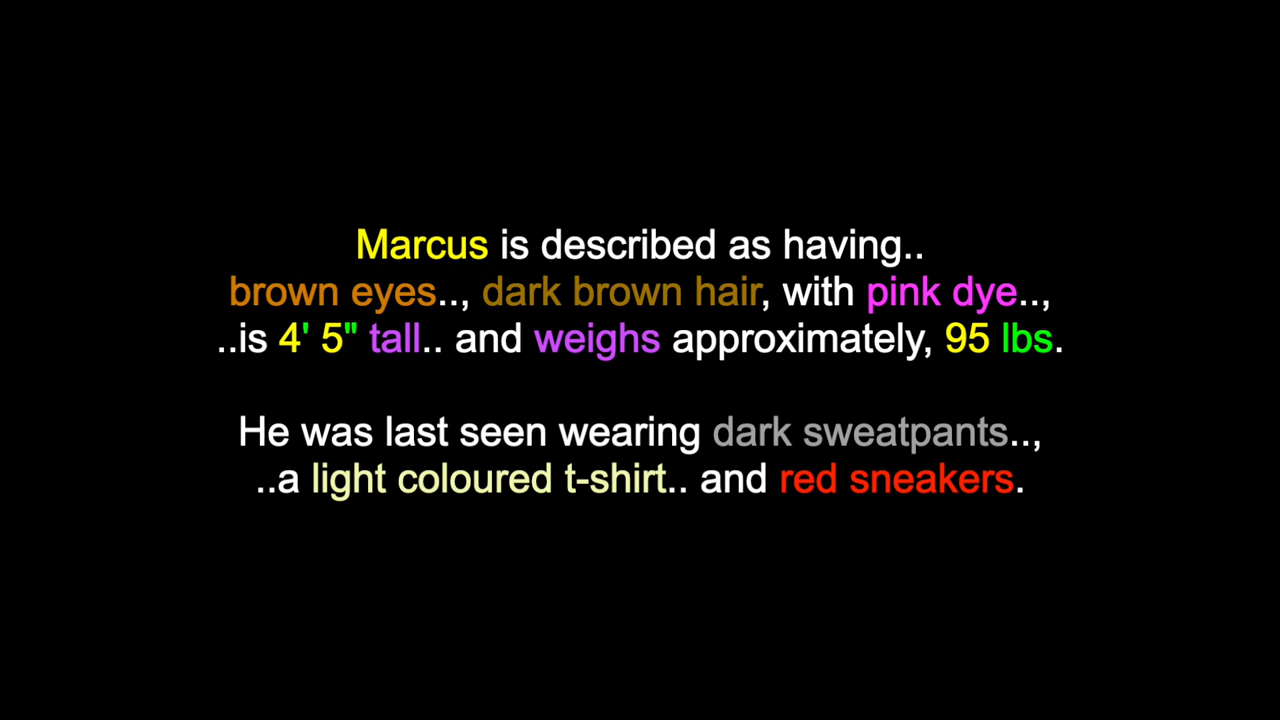 Marcus is described as having..
brown eyes.., dark brown hair, with pink dye..,
..is 4' 5" tall.. and weighs approximately, 95 lbs.
He was last seen wearing dark sweatpants..,
..a light coloured t-shirt.. and red sneakers.